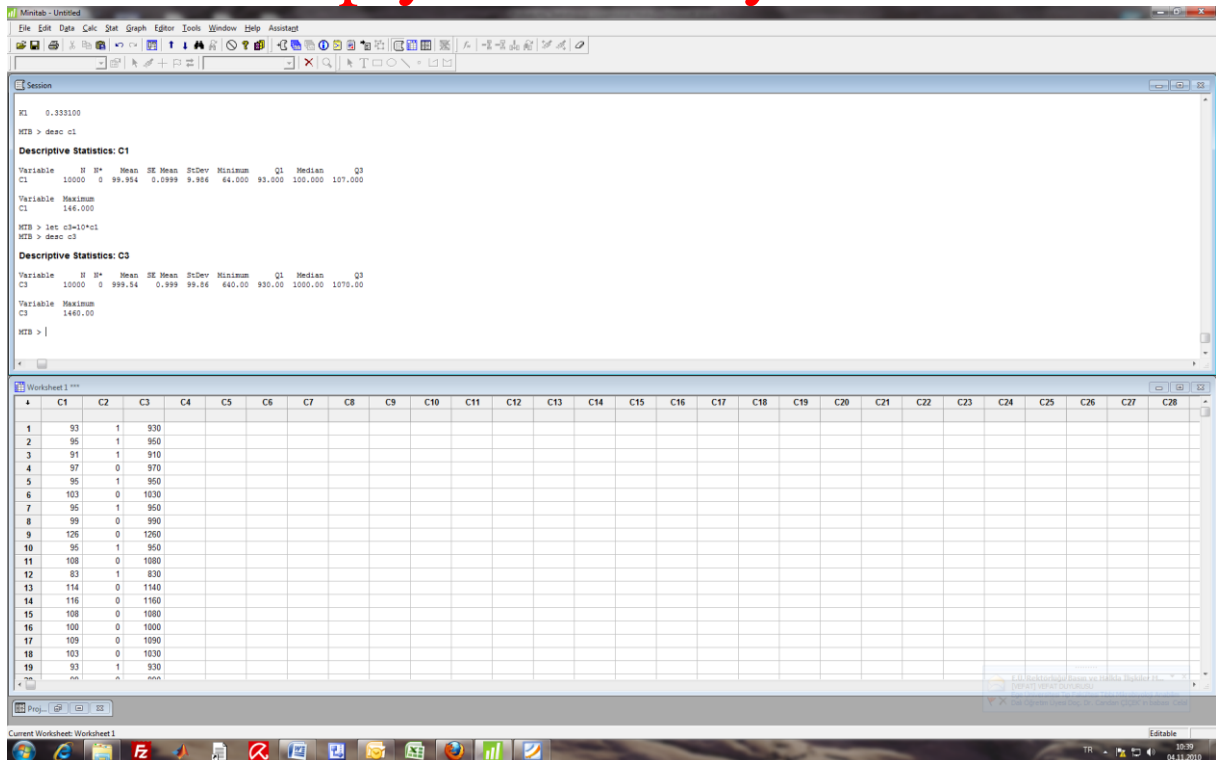 Minitab - Untitled
File Edit Data Calc Stat Graph Editor Tools Window Help Assistant
Session
K1 0.333100
MTB > desc c1
Descriptive Statistics: C1
Variable N N* Mean SE Mean StDev Minimum Q1 Median Q3
C1 10000 0 99.954 0.0999 9.986 64.000 93.000 100.000 107.000
Variable Maximum
C1 146.000
MTB > let c3=10*c1
MTB > desc c3
Descriptive Statistics: C3
Variable N N* Mean SE Mean StDev Minimum Q1 Median Q3
C3 10000 0 999.54 0.999 99.86 640.00 930.00 1000.00 1070.00
Variable Maximum
C3 1460.00
MTB >
Worksheet 1 ***
C1 C2 C3 C4 C5 C6 C7 C8 C9 C10 C11 C12 C13 C14 C15 C16 C17 C18 C19 C20 C21 C22 C23 C24 C25 C26 C27 C28
1 93 1 930
2 95 1 950
3 91 1 910
4 97 0 970
5 95 1 950
6 103 0 1030
7 95 1 950
8 99 0 990
9 126 0 1260
10 95 1 950
11 108 0 1080
12 83 1 830
13 114 0 1140
14 116 0 1160
15 108 0 1080
16 100 0 1000
17 109 0 1090
18 103 0 1030
19 93 1 930
Proj...
Current Worksheet: Worksheet 1 Editable
TR 10:39
04.11.2010